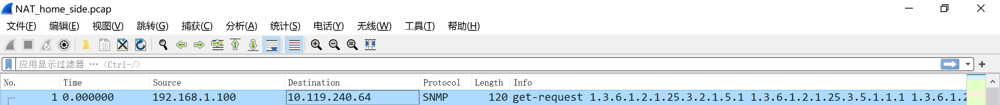 NAT_home_side.pcap
文件(F) 编辑(E) 视图(V) 跳转(G) 捕获(C) 分析(A) 统计(S) 电话(Y) 无线(W) 工具(T) 帮助(H)
应用显示过滤器 … <Ctrl-/>
No. Time Source Destination Protocol Length Info
1 0.000000 192.168.1.100 10.119.240.64 SNMP 120 get-request 1.3.6.1.2.1.25.3.2.1.5.1 1.3.6.1.2.1.25.3.5.1.1.1 1.3.6.1.2